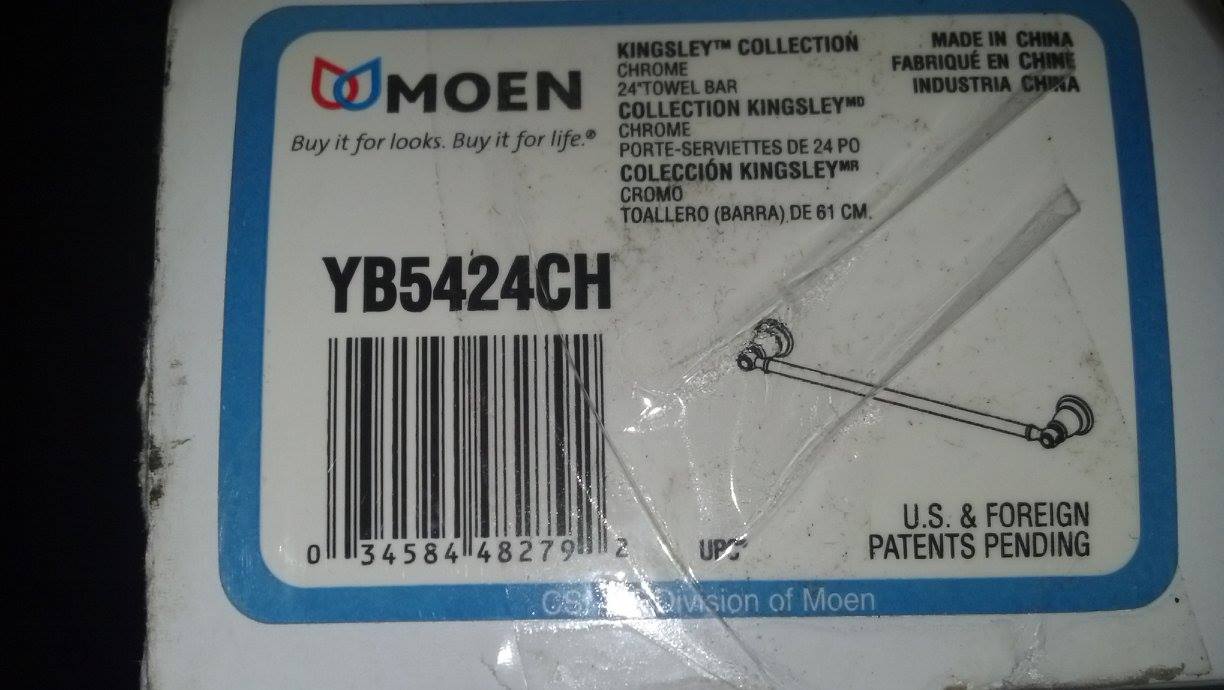 MOEN
Buy it for looks. Buy it for life.®
KINGSLEY™ COLLECTION
CHROME
24"TOWEL BAR
COLLECTION KINGSLEYMD
CHROME
PORTE-SERVIETTES DE 24 PO
COLECCIÓN KINGSLEYMR
CROMO
TOALLERO (BARRA) DE 61 CM.
MADE IN CHINA
FABRIQUÉ EN CHINE
INDUSTRIA CHINA
YB5424CH
0 34584 48279 2
UPC
U.S. & FOREIGN
PATENTS PENDING
Division of Moen